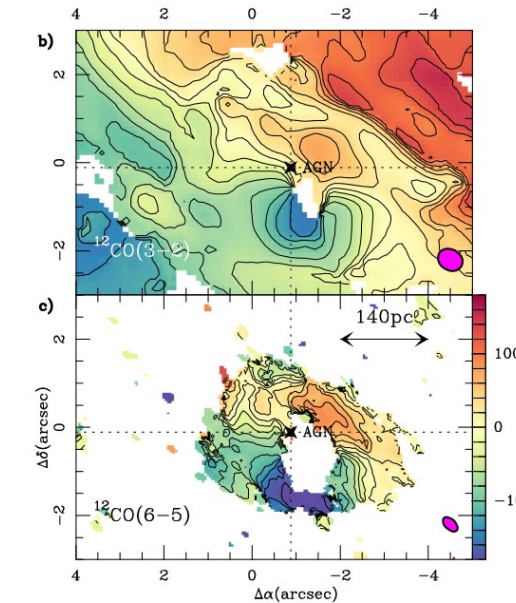 b)
4 2 0 -2 -4
2
0
-2
AGN
12CO(3-2)
c)
140pc
2
0
-2
AGN
12CO(6-5)
Δδ(arcsec)
100
-10
4 2 0 -2 -4
Δα(arcsec)